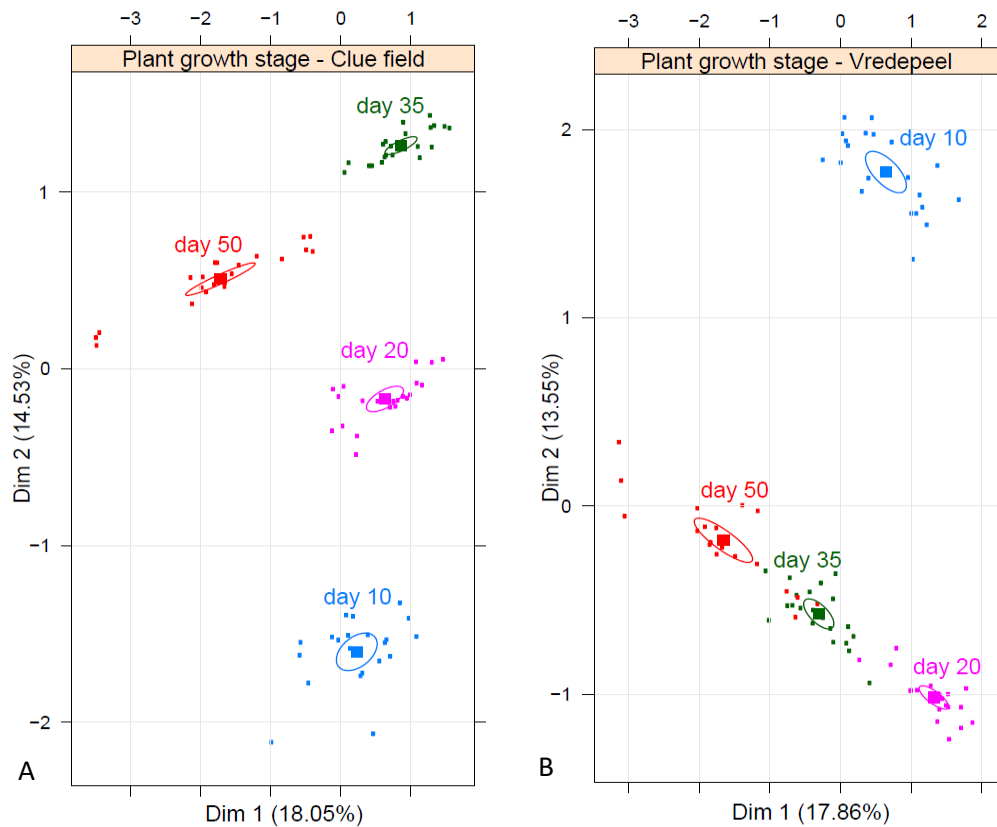 −3 −2 −1 0 1
Plant growth stage - Clue field
day 35
day 50
day 20
day 10
1
0
−1
−2
Dim 2 (14.53%)
A
Dim 1 (18.05%)
−3 −2 −1 0 1 2
Plant growth stage - Vredepeel
day 10
day 50
day 35
day 20
2
1
0
−1
Dim 2 (13.55%)
B
Dim 1 (17.86%)